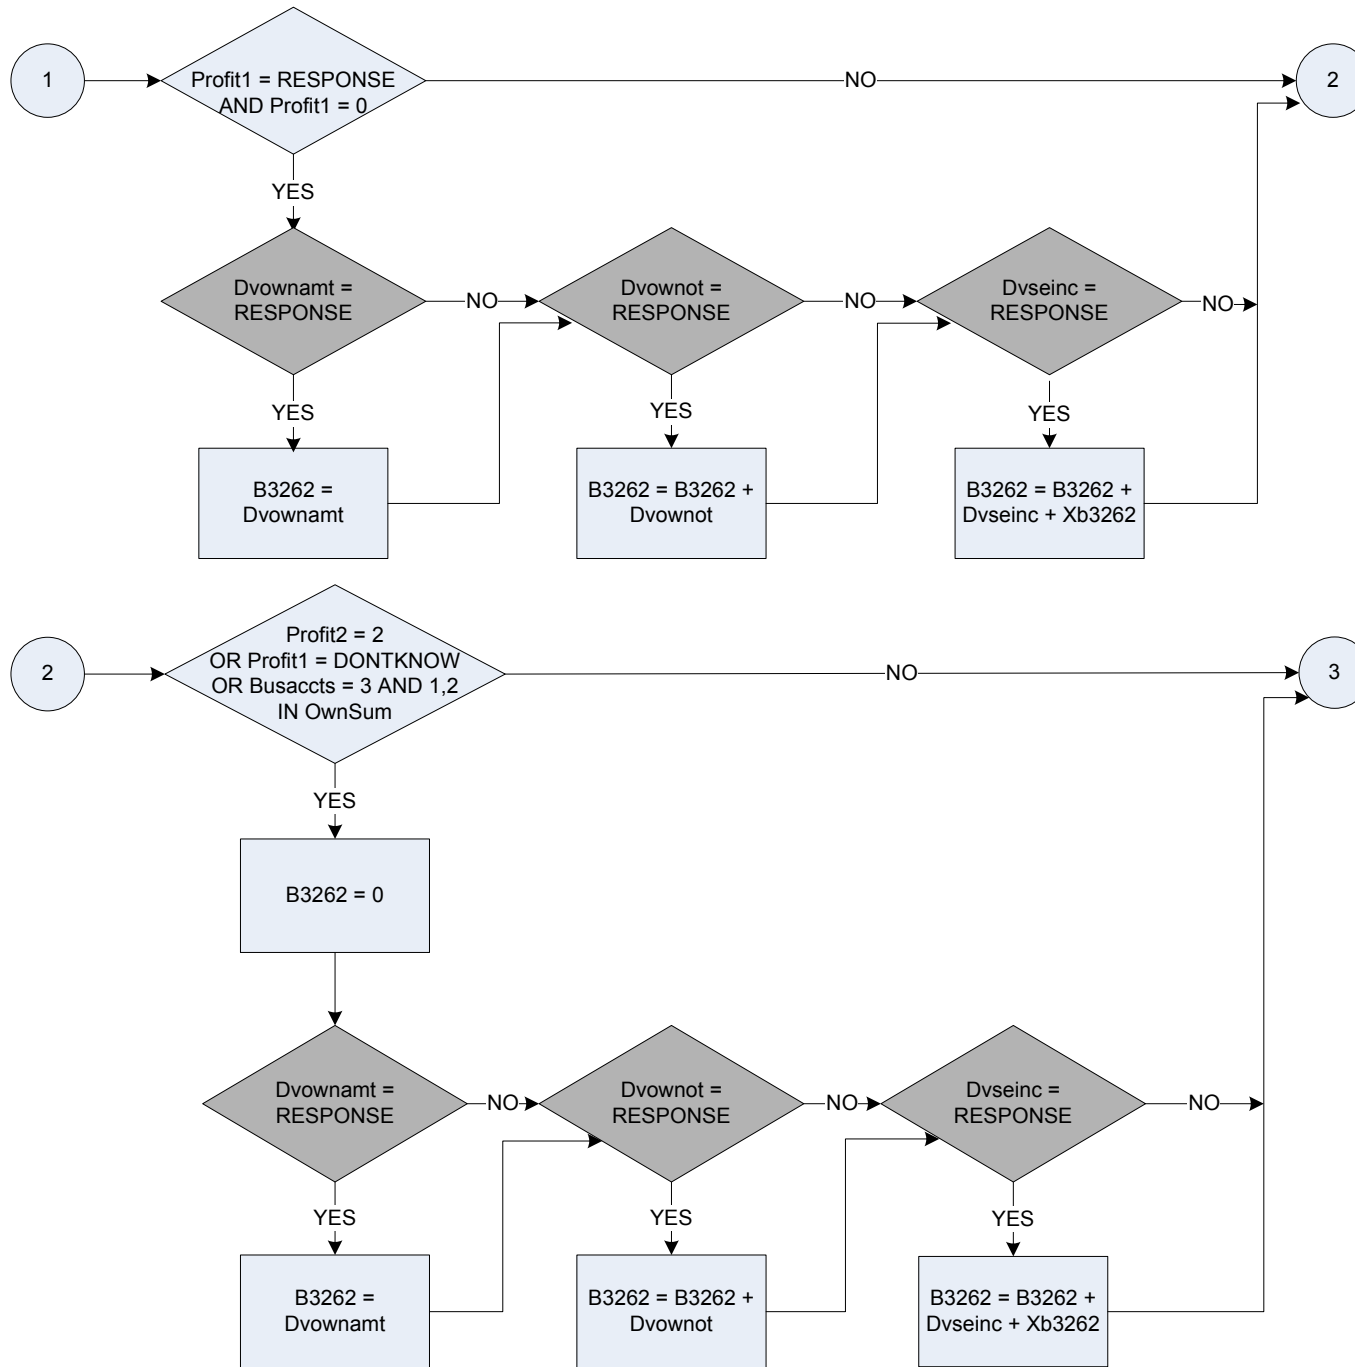 1
Profit1 = RESPONSE
AND Profit1 = 0
NO
2
YES
Dvownamt =
RESPONSE
NO
Dvownot =
RESPONSE
NO
Dvseinc =
RESPONSE
NO
YES
YES
YES
B3262 =
Dvownamt
B3262 = B3262 +
Dvownot
B3262 = B3262 +
Dvseinc + Xb3262
2
Profit2 = 2
OR Profit1 = DONTKNOW
OR Busaccts = 3 AND 1,2
IN OwnSum
NO
3
YES
B3262 = 0
Dvownamt =
RESPONSE
NO
Dvownot =
RESPONSE
NO
Dvseinc =
RESPONSE
NO
YES
YES
YES
B3262 =
Dvownamt
B3262 = B3262 +
Dvownot
B3262 = B3262 +
Dvseinc + Xb3262